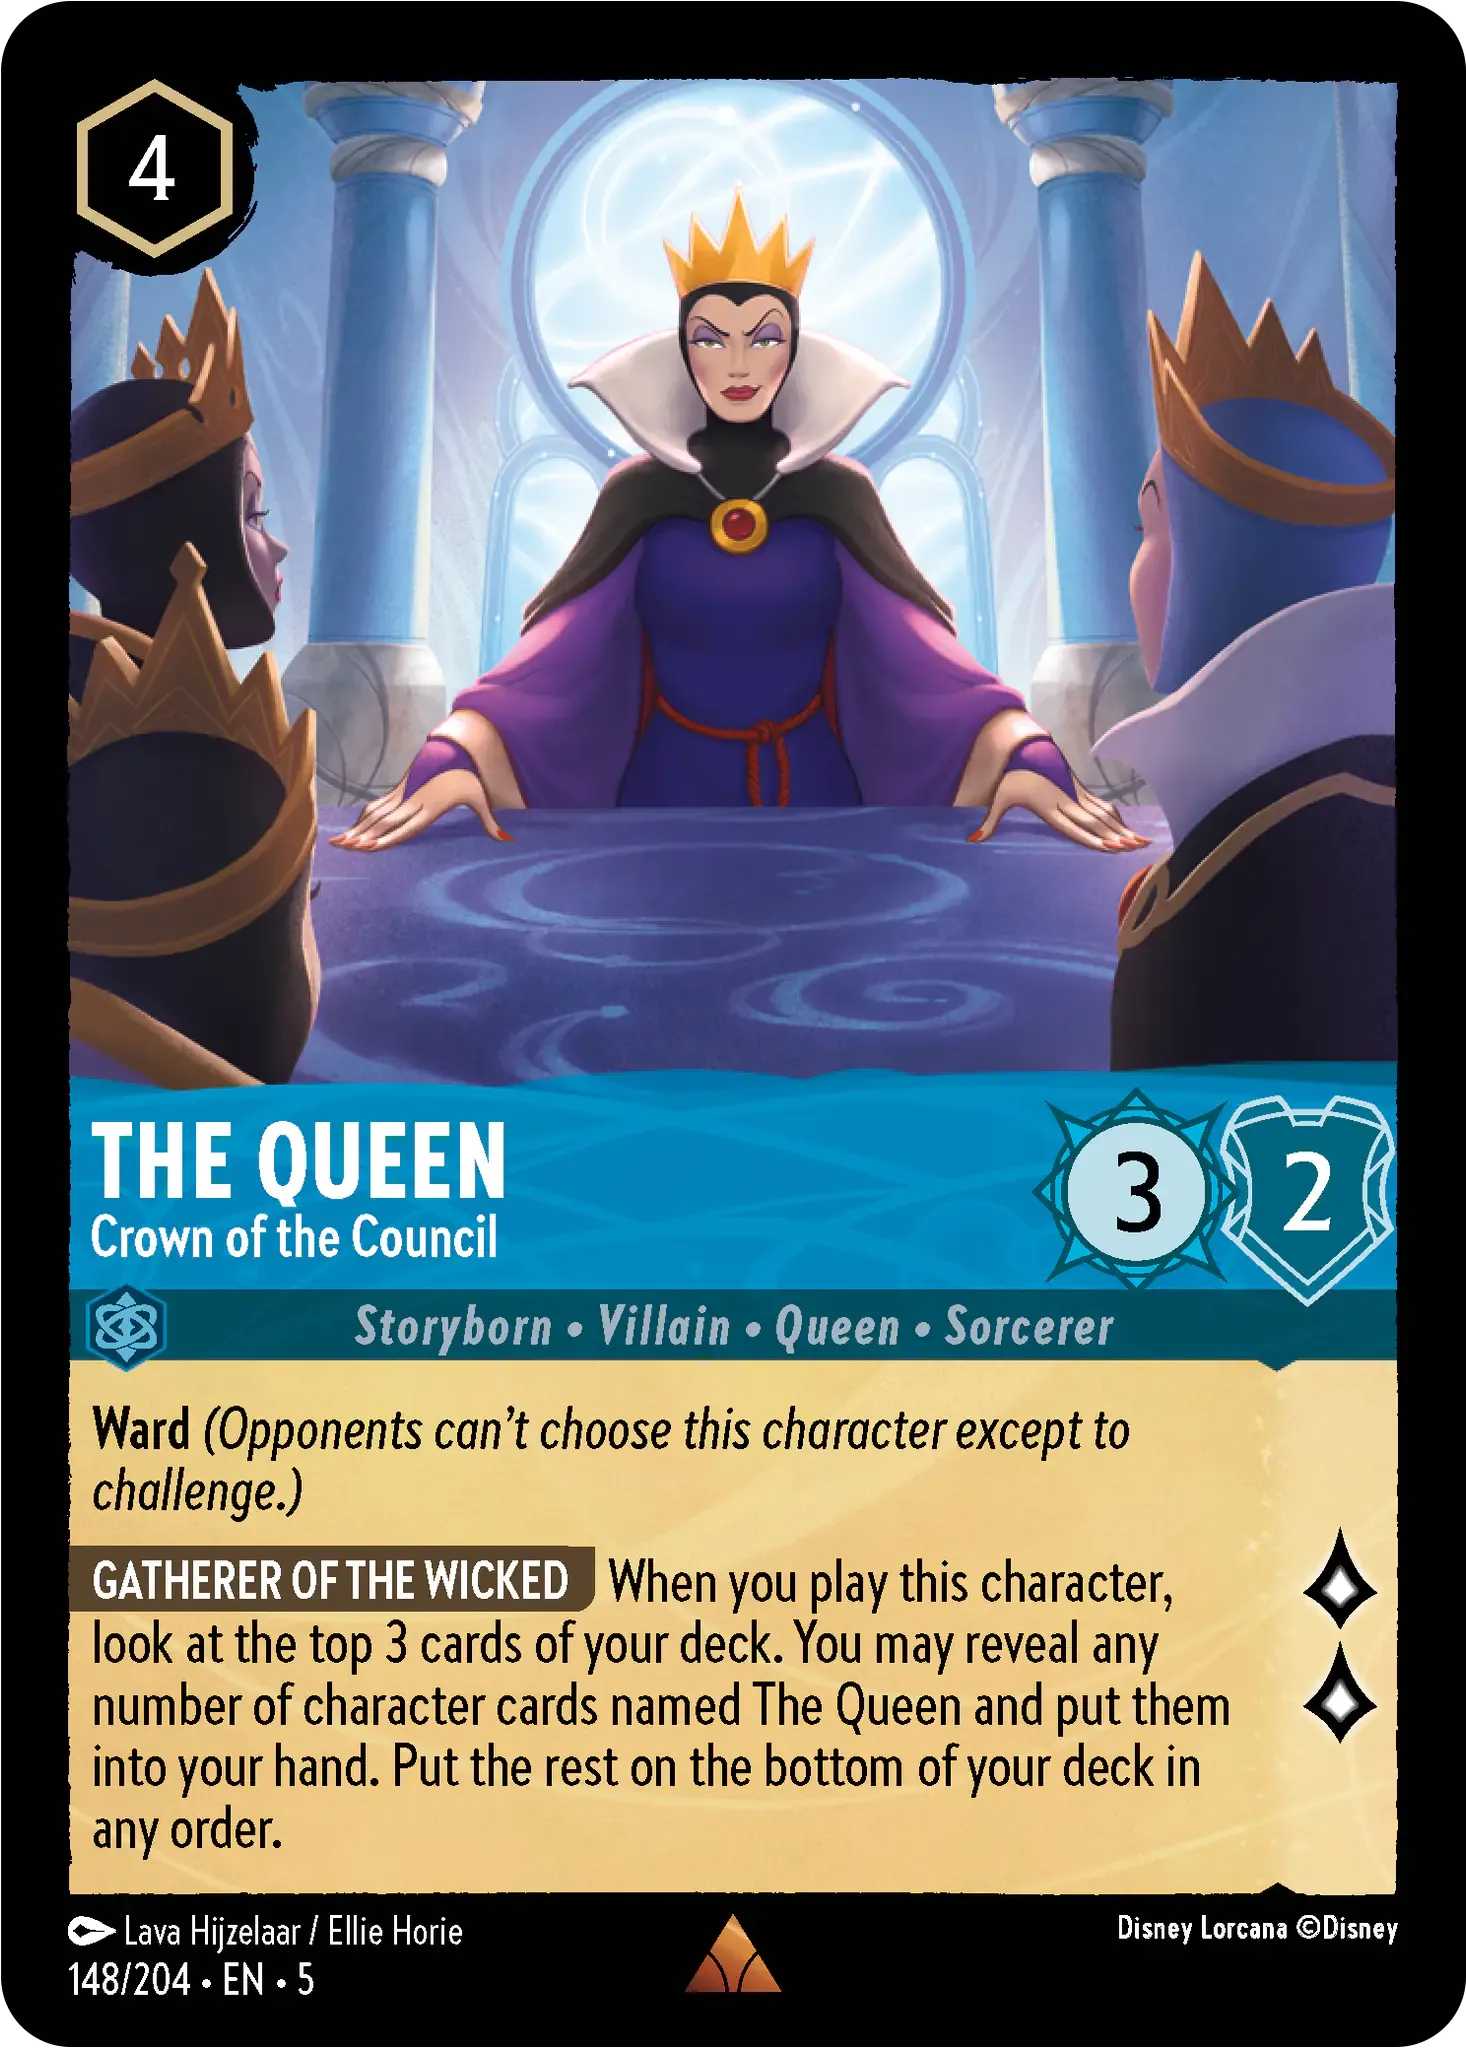 4
THE QUEEN
Crown of the Council
3
2
Storyborn • Villain • Queen • Sorcerer
Ward (Opponents can't choose this character except to
challenge.)
GATHERER OF THE WICKED When you play this character,
look at the top 3 cards of your deck. You may reveal any
number of character cards named The Queen and put them
into your hand. Put the rest on the bottom of your deck in
any order.
Lava Hijzelaar / Ellie Horie
Disney Lorcana ©Disney
148/204 • EN • 5